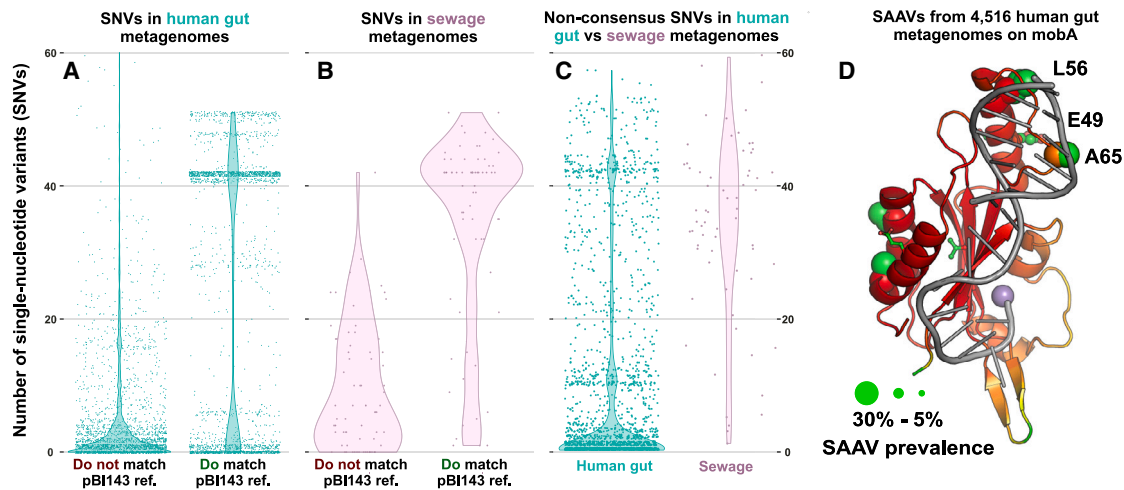 SNVs in human gut
metagenomes
SNVs in sewage
metagenomes
Non-consensus SNVs in human
gut vs sewage metagenomes
SAAVs from 4,516 human gut
metagenomes on mobA
Number of single-nucleotide variants (SNVs)
60
40
20
0
A
Do not match
pBI143 ref.
Do match
pBI143 ref.
B
Do not match
pBI143 ref.
Do match
pBI143 ref.
60
40
20
0
C
Human gut
Sewage
D
L56
E49
A65
30% - 5%
SAAV prevalence